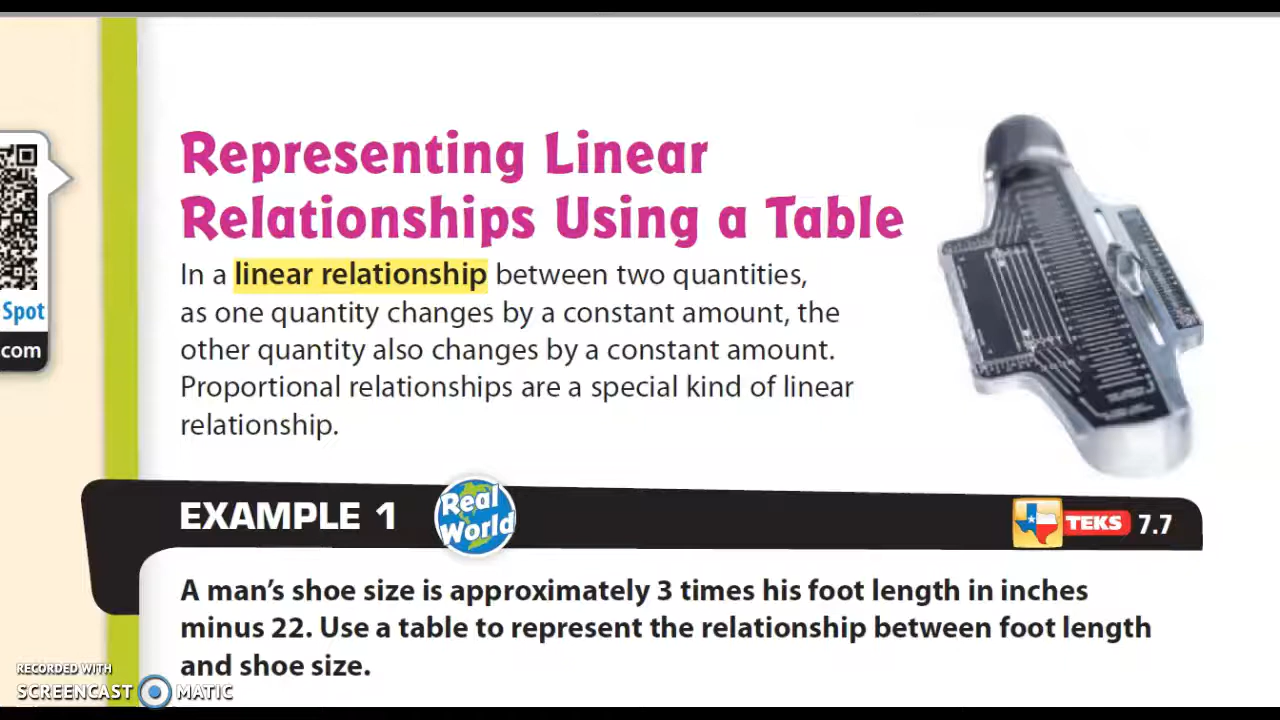 Representing Linear
Relationships Using a Table
In a linear relationship between two quantities,
as one quantity changes by a constant amount, the
other quantity also changes by a constant amount.
Proportional relationships are a special kind of linear
relationship.
Spot
com
EXAMPLE 1
Real
World
TEKS 7.7
A man's shoe size is approximately 3 times his foot length in inches
minus 22. Use a table to represent the relationship between foot length
and shoe size.
RECORDED WITH
SCREENCAST MATIC